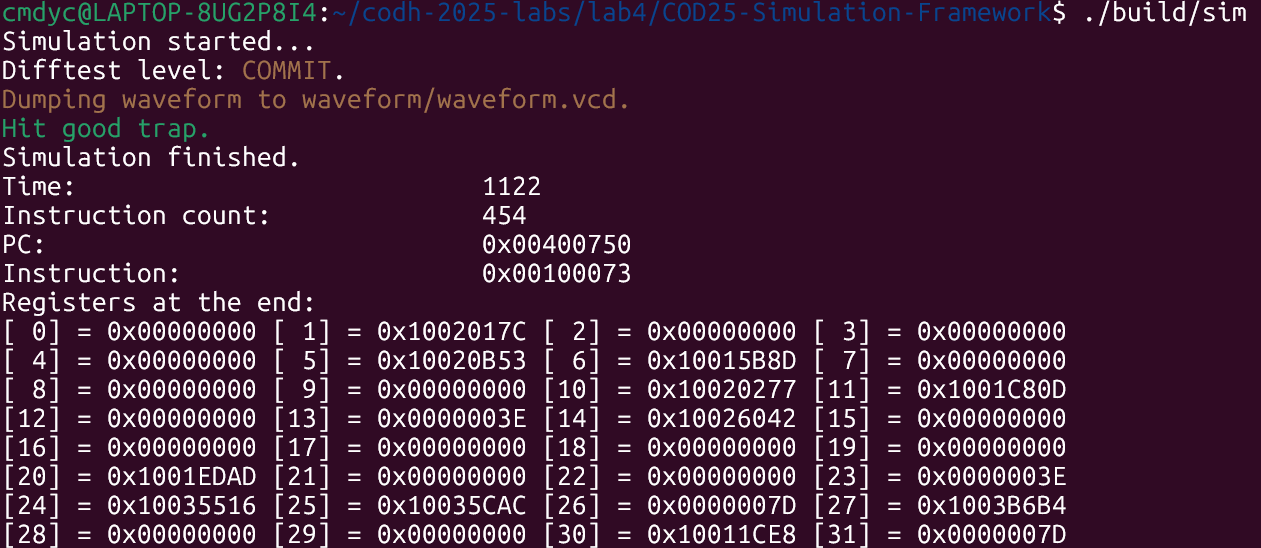 cmdyc@LAPTOP-8UG2P8I4:~/codh-2025-labs/lab4/COD25-Simulation-Framework$ ./build/sim
Simulation started...
Difftest level: COMMIT.
Dumping waveform to waveform/waveform.vcd.
Hit good trap.
Simulation finished.
Time: 1122
Instruction count: 454
PC: 0x00400750
Instruction: 0x00100073
Registers at the end:
[ 0] = 0x00000000 [ 1] = 0x1002017C [ 2] = 0x00000000 [ 3] = 0x00000000
[ 4] = 0x00000000 [ 5] = 0x10020B53 [ 6] = 0x10015B8D [ 7] = 0x00000000
[ 8] = 0x00000000 [ 9] = 0x00000000 [10] = 0x10020277 [11] = 0x1001C80D
[12] = 0x00000000 [13] = 0x0000003E [14] = 0x10026042 [15] = 0x00000000
[16] = 0x00000000 [17] = 0x00000000 [18] = 0x00000000 [19] = 0x00000000
[20] = 0x1001EDAD [21] = 0x00000000 [22] = 0x00000000 [23] = 0x0000003E
[24] = 0x10035516 [25] = 0x10035CAC [26] = 0x0000007D [27] = 0x1003B6B4
[28] = 0x00000000 [29] = 0x00000000 [30] = 0x10011CE8 [31] = 0x0000007D